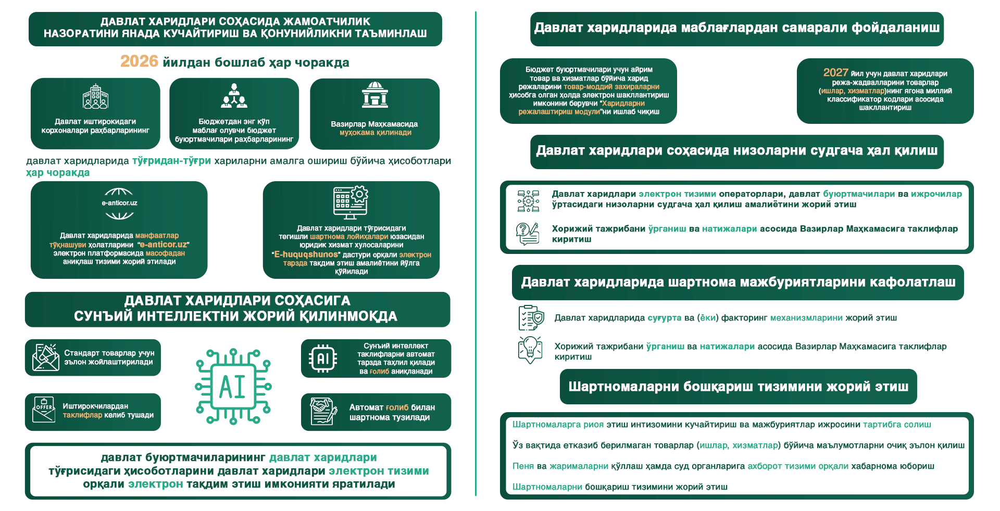 ДАВЛАТ ХАРИДЛАРИ СОҲАСИДА ЖАМОАТЧИЛИК
НАЗОРАТИНИ ЯНАДА КУЧАЙТИРИШ ВА ҚОНУНИЙЛИКНИ ТАЪМИНЛАШ
2026 йилдан бошлаб ҳар чоракда
Давлат иштирокидаги
корхоналари раҳбарларининг
Бюджетдан энг кўп
маблағ олувчи бюджет
буюртмачилари раҳбарларининг
Вазирлар Маҳкамасида
муҳокама қилинади
давлат харидларида тўғридан-тўғри хариларни амалга ошириш бўйича ҳисоботлари
ҳар чоракда
e-anticor.uz
Давлат харидларида манфаатлар
тўқнашуви ҳолатларини “e-anticor.uz”
электрон платформасида масофадан
аниқлаш тизими жорий этилади
Давлат харидлари тўғрисидаги
тегишли шартнома лойиҳалари юзасидан
юридик хизмат хулосаларини
“E-huquqshunos” дастури орқали электрон
тарзда тақдим этиш амалиётини йўлга
қўйилади
ДАВЛАТ ХАРИДЛАРИ СОҲАСИГА
СУНЪИЙ ИНТЕЛЛЕКТНИ ЖОРИЙ ҚИЛИНМОҚДА
Стандарт товарлар учун
эълон жойлаштирилади
AI
AI
Сунъий интеллект
таклифларни автомат
тарзда таҳлил қилади
ва ғолиб аниқланади
OFFER
Иштирокчилардан
таклифлар келиб тушади
Автомат ғолиб билан
шартнома тузилади
давлат буюртмачиларининг давлат харидлари
тўғрисидаги ҳисоботларини давлат харидлари электрон тизими
орқали электрон тақдим этиш имконияти яратилади
Давлат харидларида маблағлардан самарали фойдаланиш
Бюджет буюртмачилари учун айрим
товар ва хизматлар бўйича харид
режаларини товар-моддий захираларни
ҳисобга олган ҳолда электрон шакллантириш
имконини берувчи “Харидларни
режалаштириш модули”ни ишлаб чиқиш
2027 йил учун давлат харидлари
режа-жадвалларини товарлар
(ишлар, хизматлар)нинг ягона миллий
классификатор кодлари асосида
шакллантириш
Давлат харидлари соҳасида низоларни судгача ҳал қилиш
Давлат харидлари электрон тизими операторлари, давлат буюртмачилари ва ижрочилар
ўртасидаги низоларни судгача ҳал қилиш амалиётини жорий этиш
Хорижий тажрибани ўрганиш ва натижалари асосида Вазирлар Маҳкамасига таклифлар
киритиш
Давлат харидларида шартнома мажбуриятларини кафолатлаш
Давлат харидларида суғурта ва (ёки) факторинг механизмларини жорий этиш
Хорижий тажрибани ўрганиш ва натижалари асосида Вазирлар Маҳкамасига таклифлар
киритиш
Шартномаларни бошқариш тизимини жорий этиш
Шартномаларга риоя этиш интизомини кучайтириш ва мажбуриятлар ижросини тартибга солиш
Ўз вақтида етказиб берилмаган товарлар (ишлар, хизматлар) бўйича маълумотларни очиқ эълон қилиш
Пеня ва жарималарни қўллаш ҳамда суд органларига ахборот тизими орқали хабарнома юбориш
Шартномаларни бошқариш тизимини жорий этиш